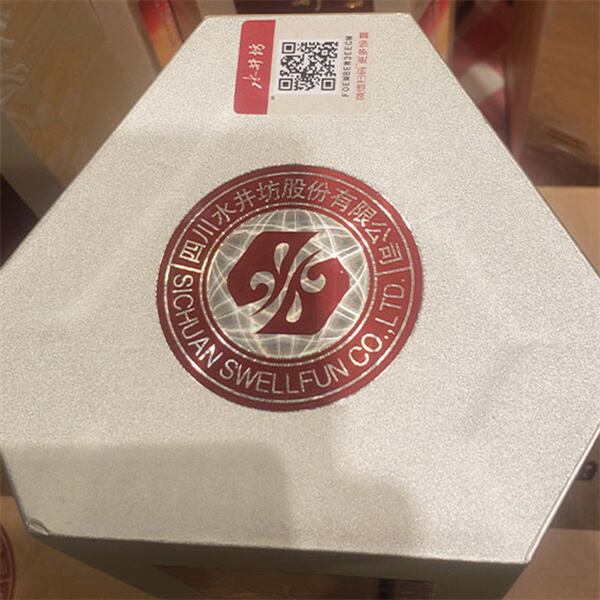 水井坊
FOEMBEW3EECM
微信扫码 更多惊喜
四川水井坊股份有限公司
SICHUAN SWELLFUN CO.,LTD.